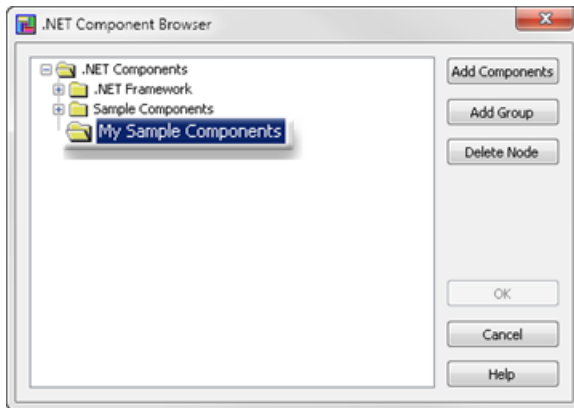 .NET Component Browser
.NET Components
.NET Framework
Sample Components
My Sample Components
Add Components
Add Group
Delete Node
OK
Cancel
Help